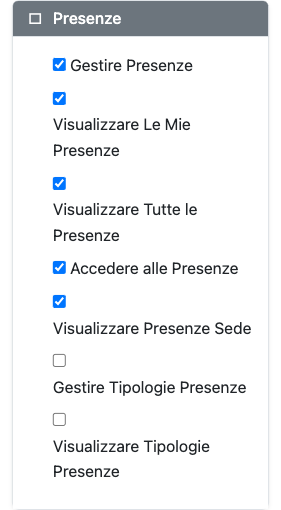 Presenze
Gestire Presenze
Visualizzare Le Mie
Presenze
Visualizzare Tutte le
Presenze
Accedere alle Presenze
Visualizzare Presenze Sede
Gestire Tipologie Presenze
Visualizzare Tipologie
Presenze